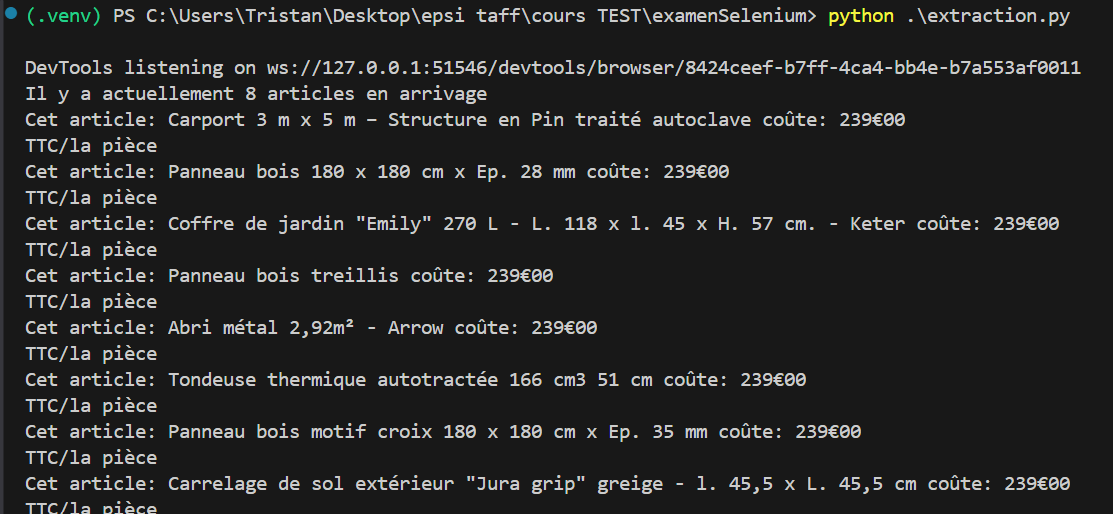 (.venv) PS C:\Users\Tristan\Desktop\epsi taff\cours TEST\examenSelenium> python .\extraction.py
DevTools listening on ws://127.0.0.1:51546/devtools/browser/8424ceef-b7ff-4ca4-bb4e-b7a553af0011
Il y a actuellement 8 articles en arrivage
Cet article: Carport 3 m x 5 m – Structure en Pin traité autoclave coûte: 239€00
TTC/la pièce
Cet article: Panneau bois 180 x 180 cm x Ep. 28 mm coûte: 239€00
TTC/la pièce
Cet article: Coffre de jardin "Emily" 270 L - L. 118 x l. 45 x H. 57 cm. - Keter coûte: 239€00
TTC/la pièce
Cet article: Panneau bois treillis coûte: 239€00
TTC/la pièce
Cet article: Abri métal 2,92m² - Arrow coûte: 239€00
TTC/la pièce
Cet article: Tondeuse thermique autotractée 166 cm3 51 cm coûte: 239€00
TTC/la pièce
Cet article: Panneau bois motif croix 180 x 180 cm x Ep. 35 mm coûte: 239€00
TTC/la pièce
Cet article: Carrelage de sol extérieur "Jura grip" greige - l. 45,5 x L. 45,5 cm coûte: 239€00
TTC/la pièce